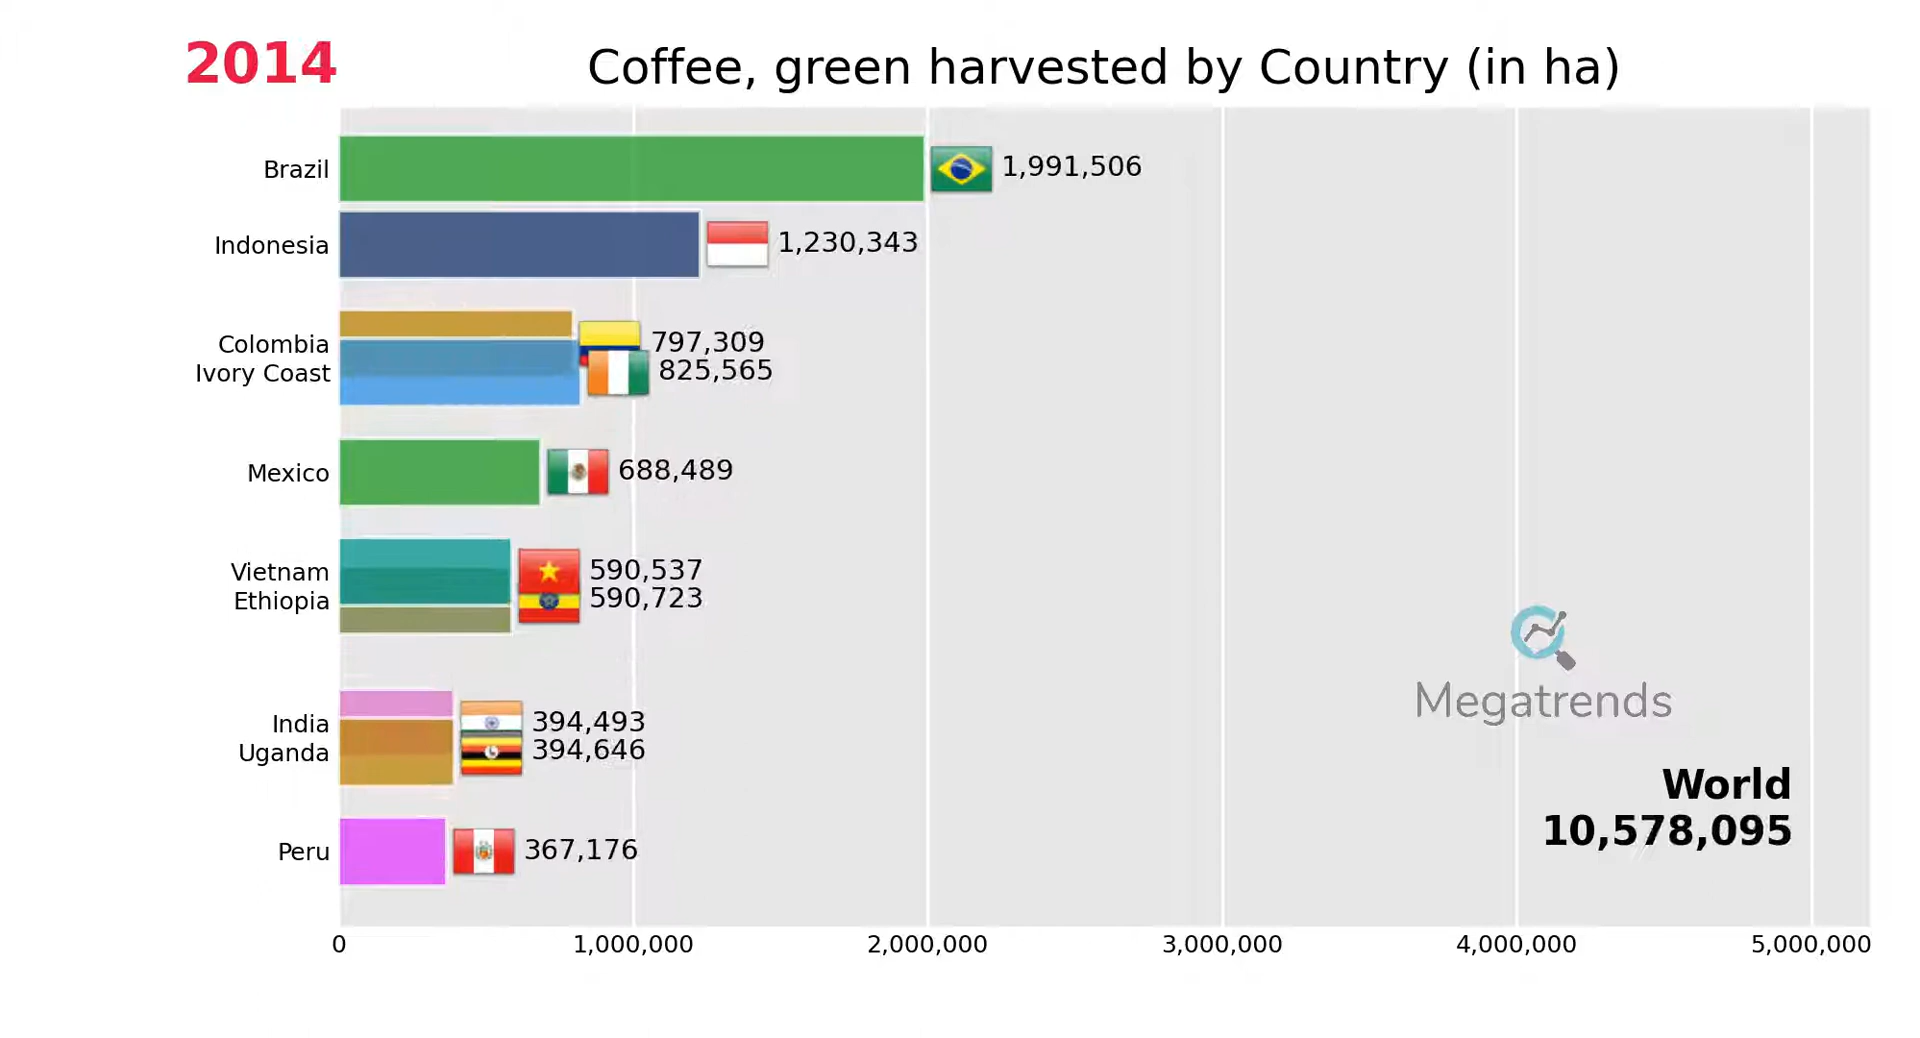 2014
Coffee, green harvested by Country (in ha)
Brazil 1,991,506
Indonesia 1,230,343
Colombia 797,309
Ivory Coast 825,565
Mexico 688,489
Vietnam 590,537
Ethiopia 590,723
India 394,493
Uganda 394,646
Peru 367,176
Megatrends
World
10,578,095
0 1,000,000 2,000,000 3,000,000 4,000,000 5,000,000